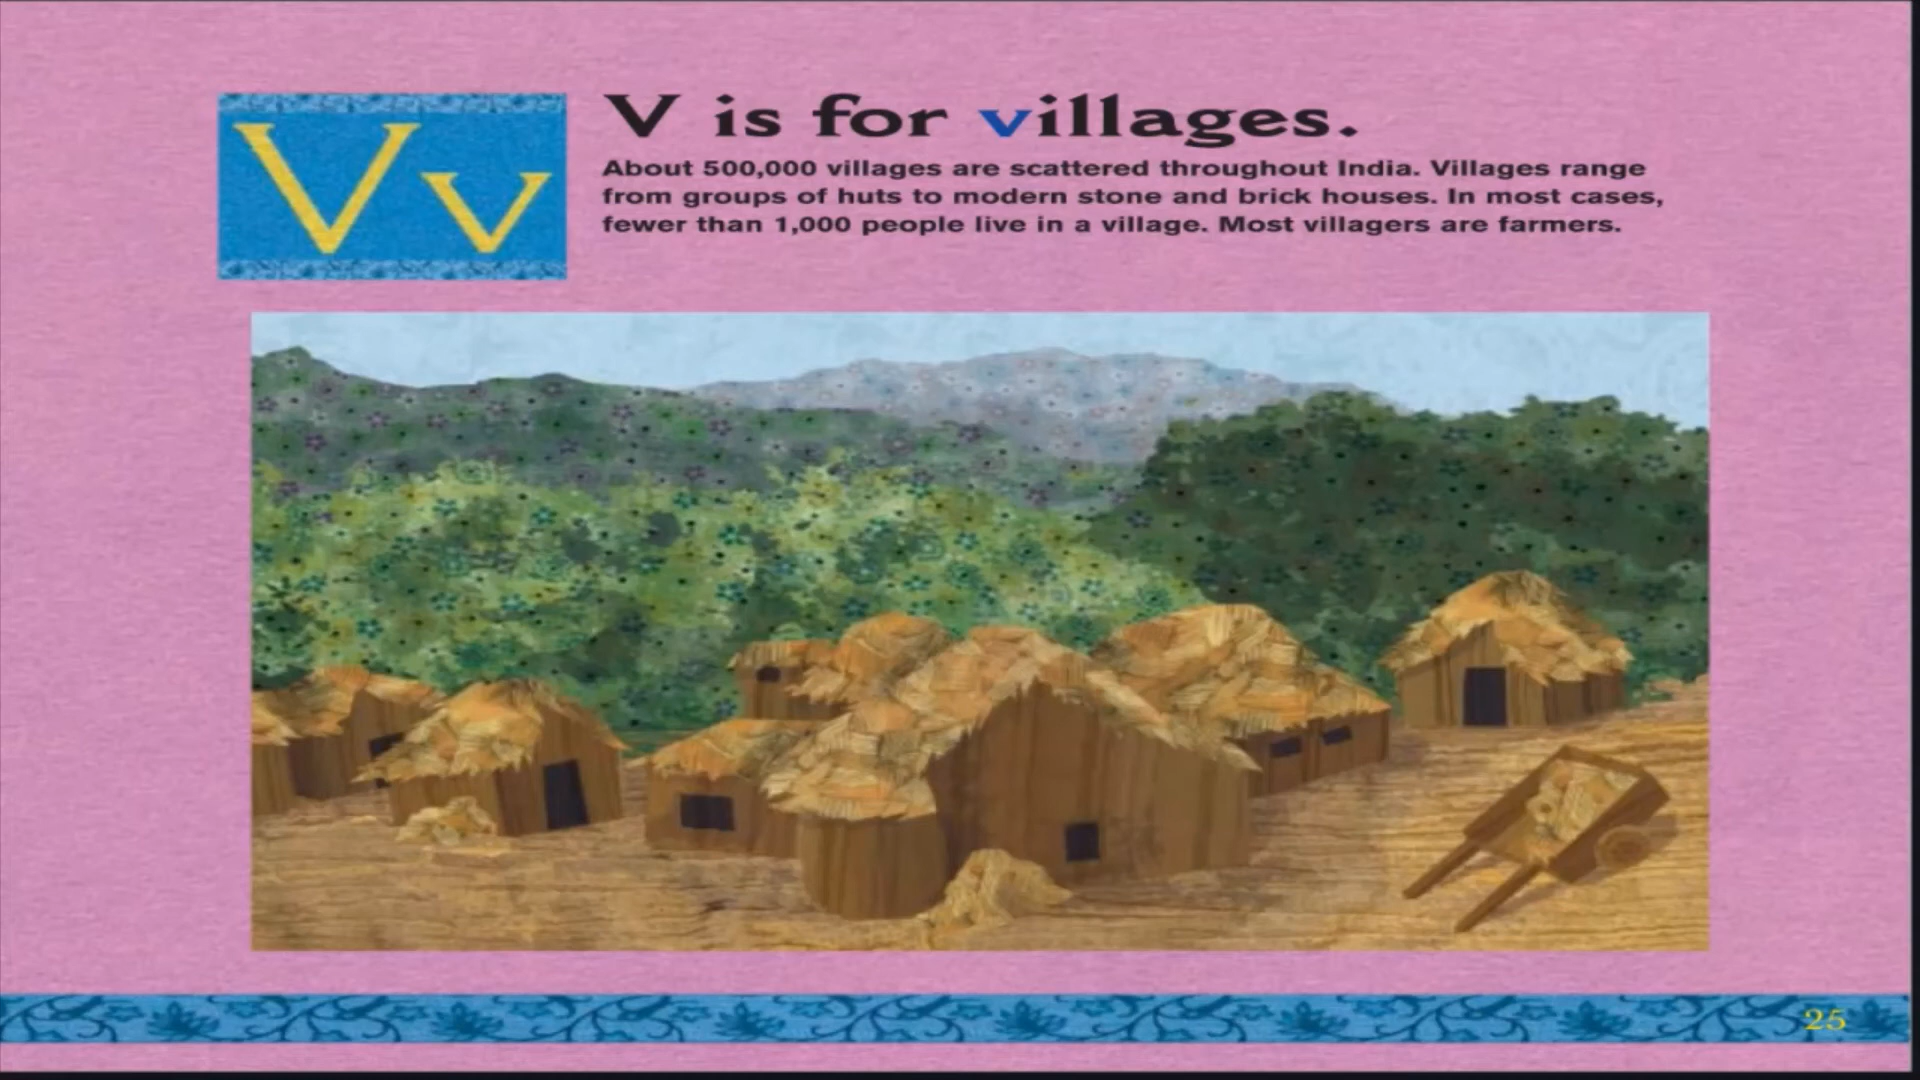 Vv
V is for villages.
About 500,000 villages are scattered throughout India. Villages range
from groups of huts to modern stone and brick houses. In most cases,
fewer than 1,000 people live in a village. Most villagers are farmers.
25